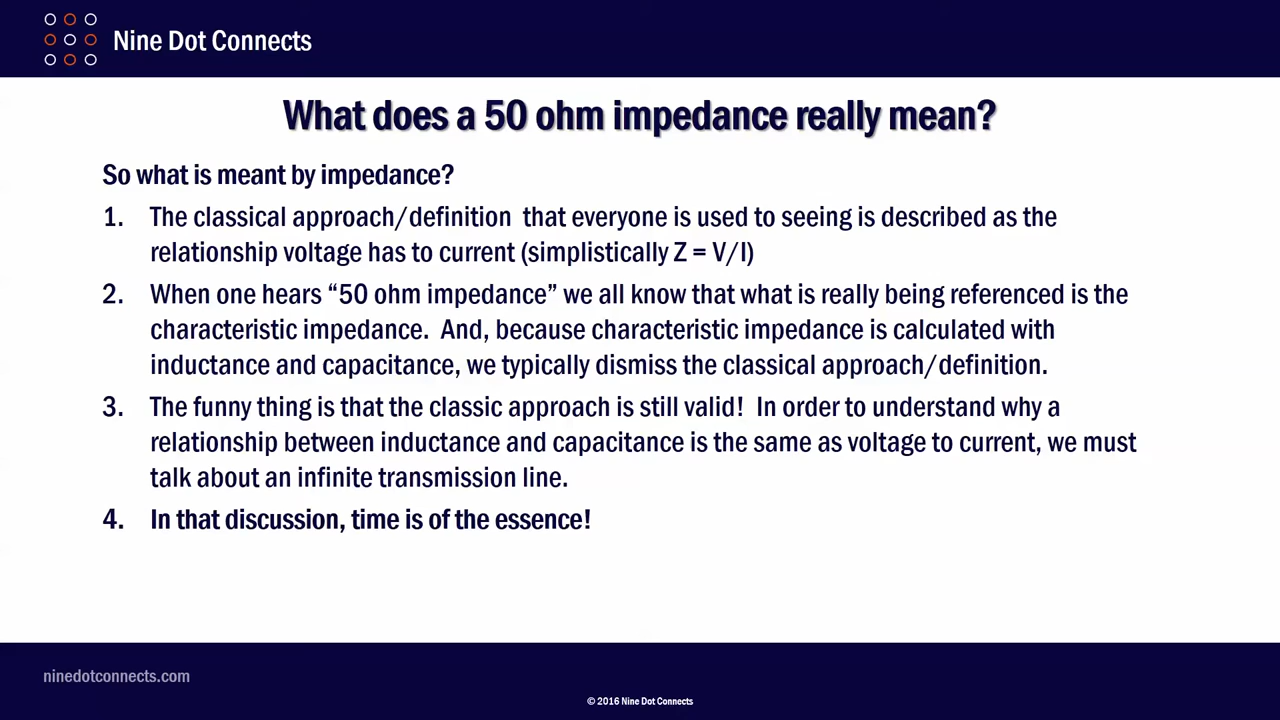 Nine Dot Connects
What does a 50 ohm impedance really mean?
So what is meant by impedance?
1. The classical approach/definition that everyone is used to seeing is described as the
relationship voltage has to current (simplistically Z = V/I)
2. When one hears “50 ohm impedance” we all know that what is really being referenced is the
characteristic impedance. And, because characteristic impedance is calculated with
inductance and capacitance, we typically dismiss the classical approach/definition.
3. The funny thing is that the classic approach is still valid! In order to understand why a
relationship between inductance and capacitance is the same as voltage to current, we must
talk about an infinite transmission line.
4. In that discussion, time is of the essence!
ninedotconnects.com
© 2016 Nine Dot Connects